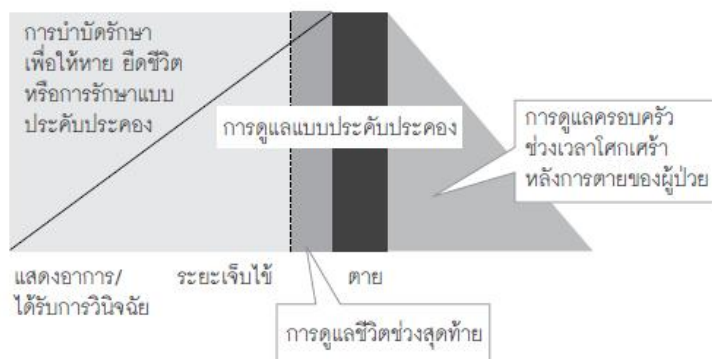 การบำบัดรักษา
เพื่อให้หาย ยืดชีวิต
หรือการรักษาแบบ
ประคับประคอง
การดูแลแบบประคับประคอง
การดูแลครอบครัว
ช่วงเวลาโศกเศร้า
หลังการตายของผู้ป่วย
แสดงอาการ/
ได้รับการวินิจฉัย
ระยะเจ็บไข้
ตาย
การดูแลชีวิตช่วงสุดท้าย